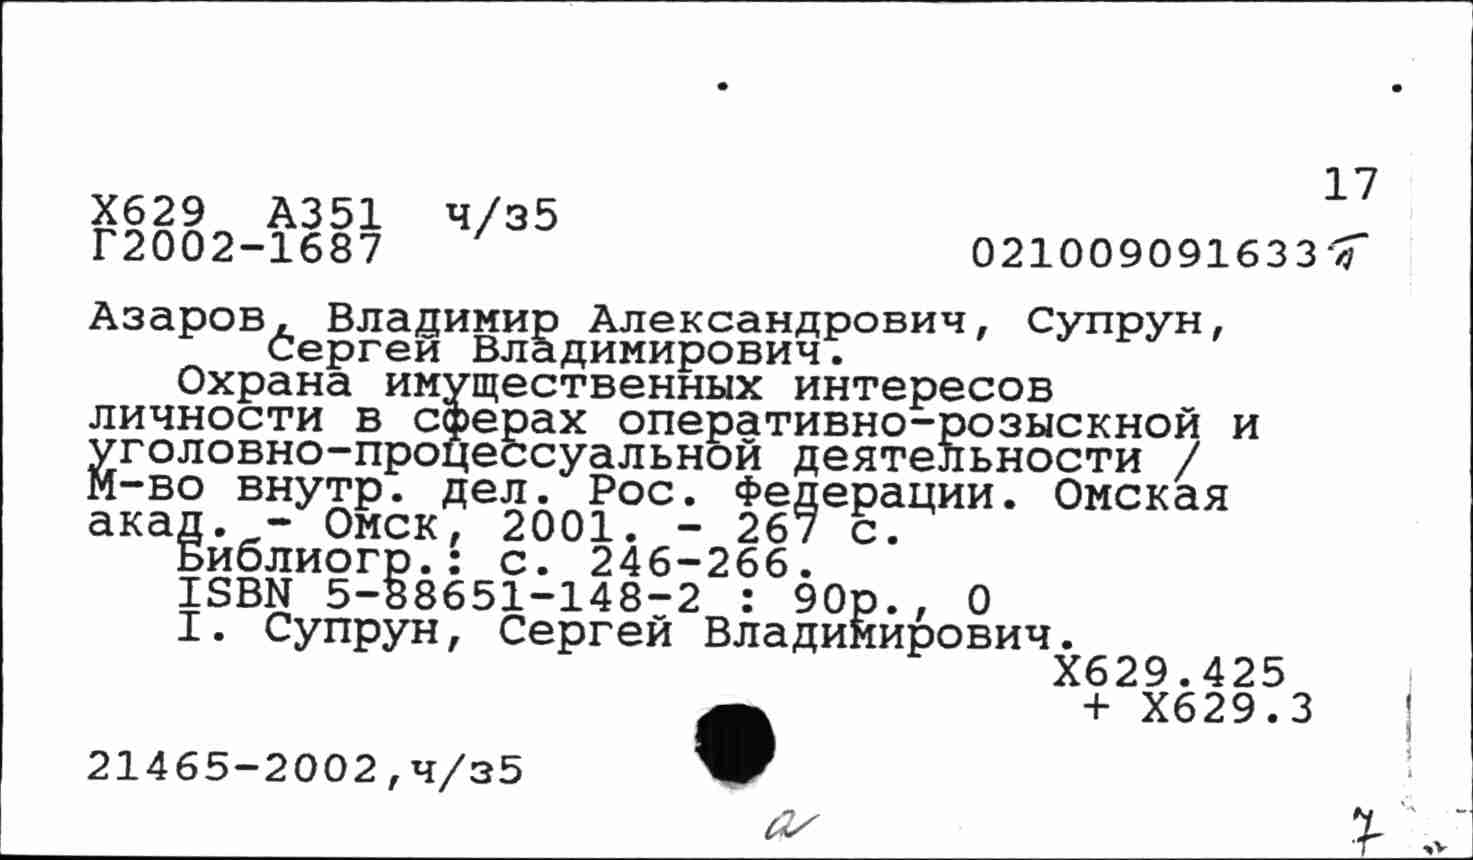 17
Х629 А351 ч/з5
Г2002-1687
021009091633
Азаров, Владимир Александрович, Супрун,
Сергей Владимирович.
Охрана имущественных интересов
личности в сферах оперативно-розыскной и
уголовно-процессуальной деятельности /
М-во внутр. дел. Рос. Федерации. Омская
акад. - Омск, 2001. - 267 с.
Библиогр.: с. 246-266.
ISBN 5-88651-148-2 : 90р., 0
I. Супрун, Сергей Владимирович.
Х629.425
+ Х629.3
21465-2002,ч/з5
а
7